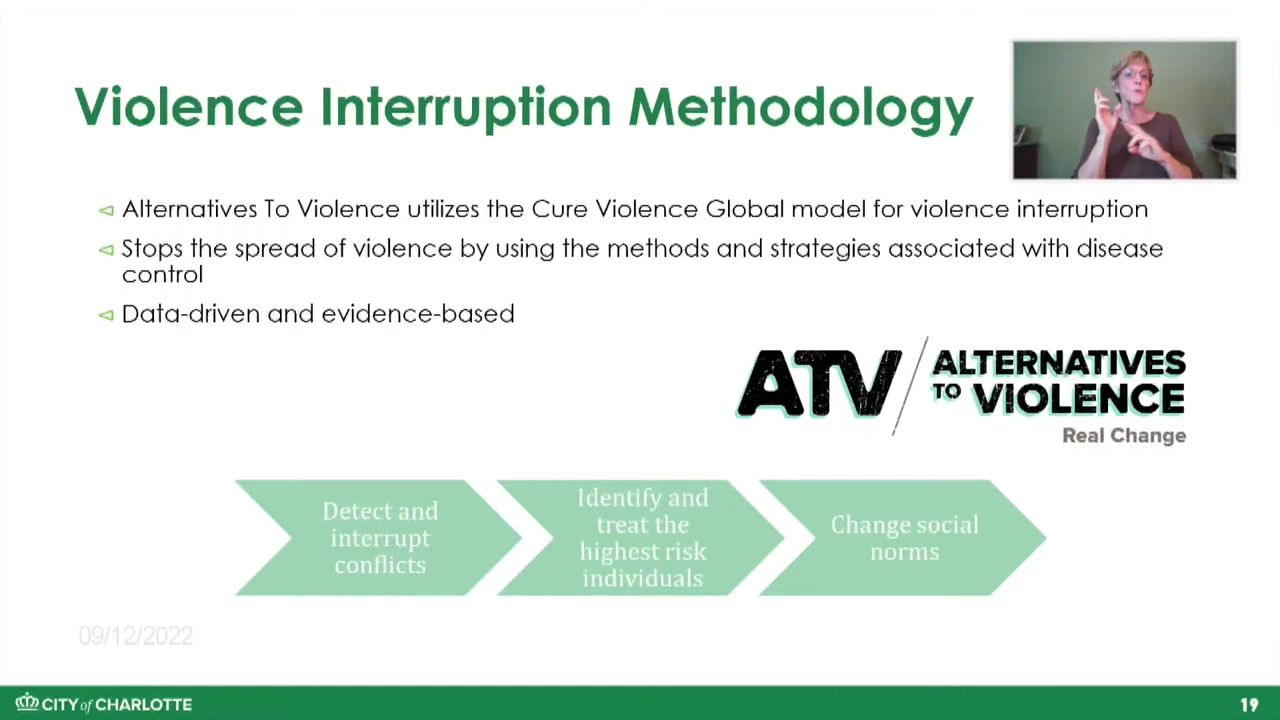 Violence Interruption Methodology
Alternatives To Violence utilizes the Cure Violence Global model for violence interruption
Stops the spread of violence by using the methods and strategies associated with disease
control
Data-driven and evidence-based
ATV
ALTERNATIVES
TO VIOLENCE
Real Change
Detect and
interrupt
conflicts
Identify and
treat the
highest risk
individuals
Change social
norms
09/12/2022
CITY of CHARLOTTE
19